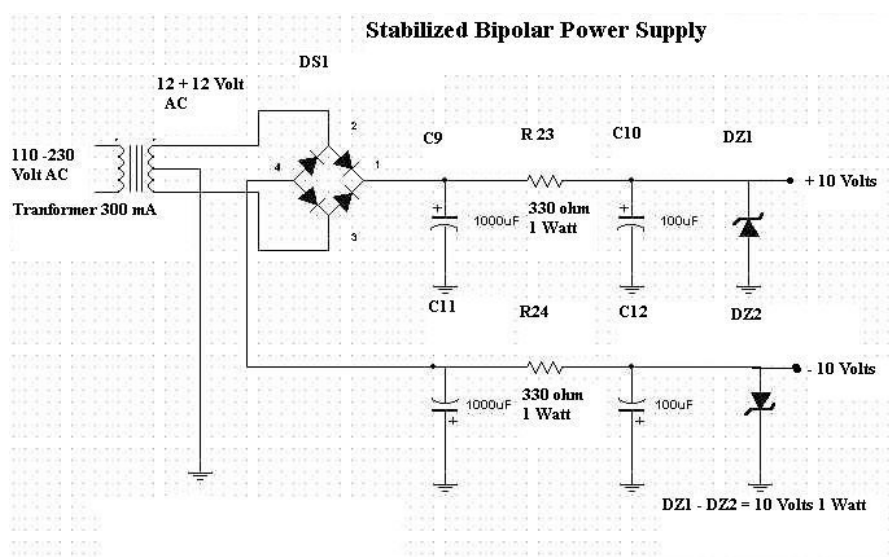 Stabilized Bipolar Power Supply
DS1
12 + 12 Volt
AC
2
C9
R 23
C10
DZ1
110 -230
Volt AC
4
1
+ 10 Volts
Tranformer 300 mA
1000uF
330 ohm
1 Watt
100uF
3
C11
R24
C12
DZ2
- 10 Volts
1000uF
330 ohm
1 Watt
100uF
DZ1 - DZ2 = 10 Volts 1 Watt